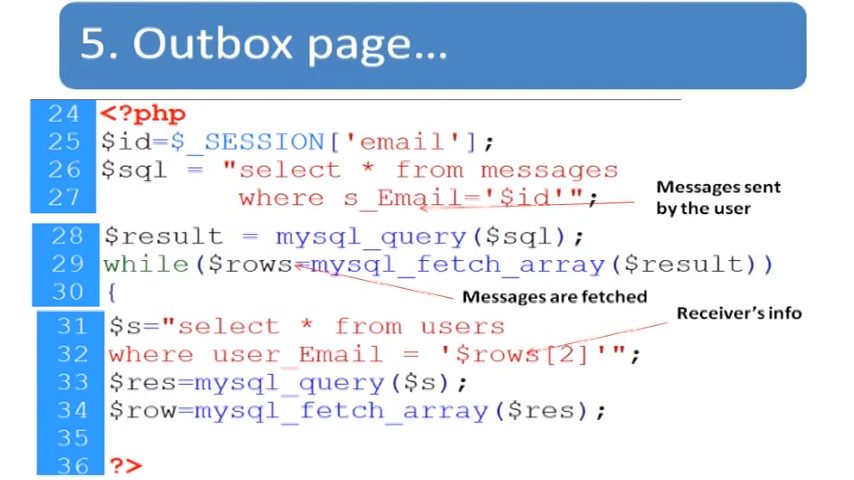 5. Outbox page...
24 <?php
25 $id=$_SESSION['email'];
26 $sql = "select * from messages
27 where s_Email='$id'";
Messages sent
by the user
28 $result = mysql_query($sql);
29 while($rows=mysql_fetch_array($result))
30 {
Messages are fetched
Receiver's info
31 $s="select * from users
32 where user_Email = '$rows[2]'";
33 $res=mysql_query($s);
34 $row=mysql_fetch_array($res);
35
36 ?>